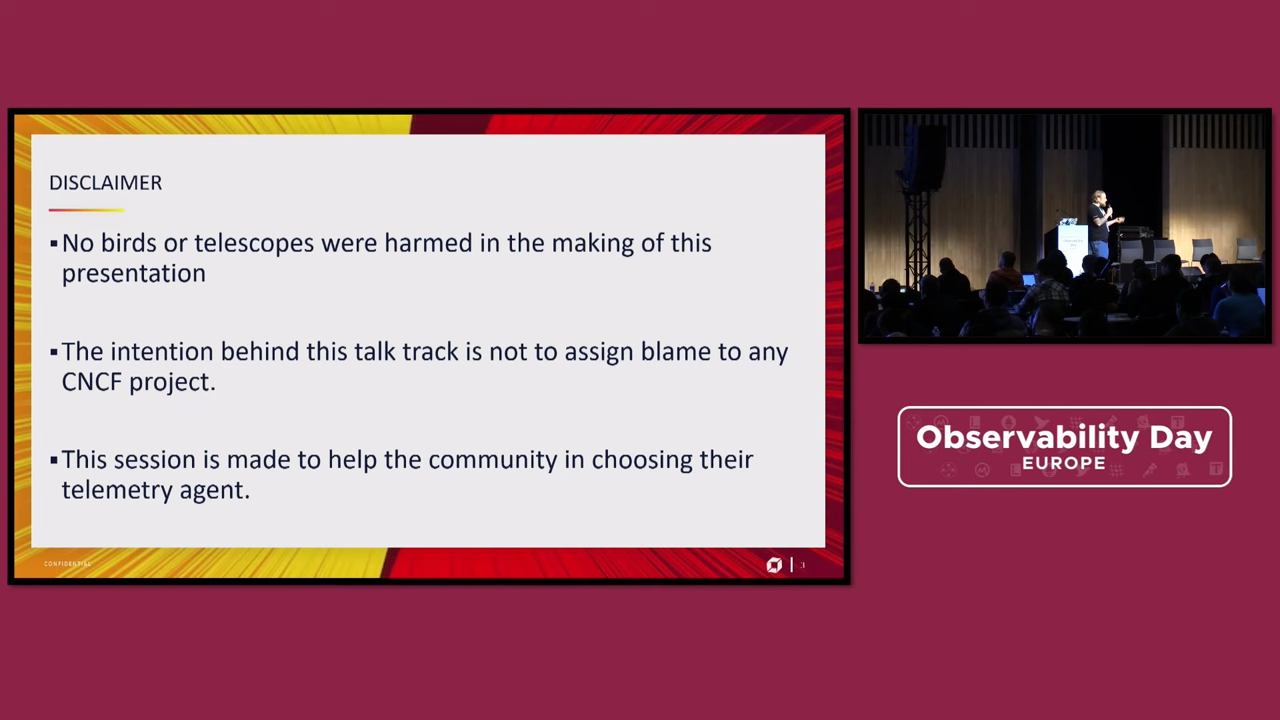 DISCLAIMER
▪No birds or telescopes were harmed in the making of this
presentation
▪The intention behind this talk track is not to assign blame to any
CNCF project.
▪This session is made to help the community in choosing their
telemetry agent.
CONFIDENTIAL
3
Observability Day
EUROPE